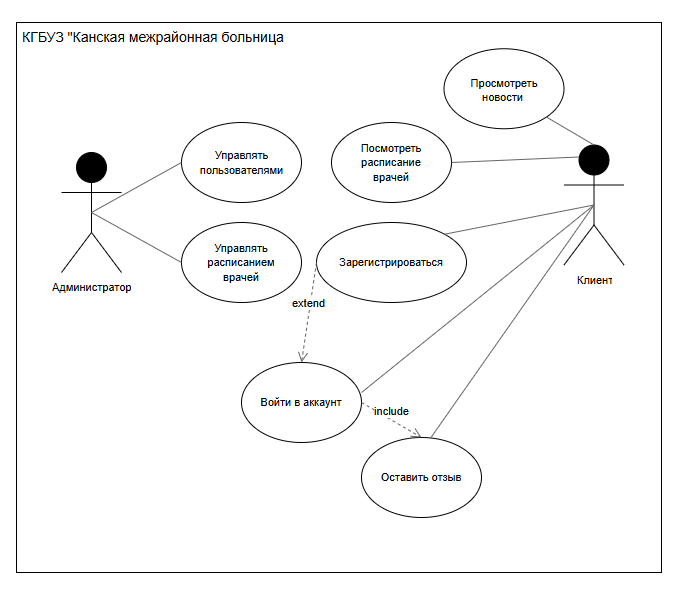 КГБУЗ "Канская межрайонная больница
Просмотреть
новости
Управлять
пользователями
Посмотреть
расписание
врачей
Администратор
Управлять
расписанием
врачей
Зарегистрироваться
Клиент
extend
Войти в аккаунт
include
Оставить отзыв